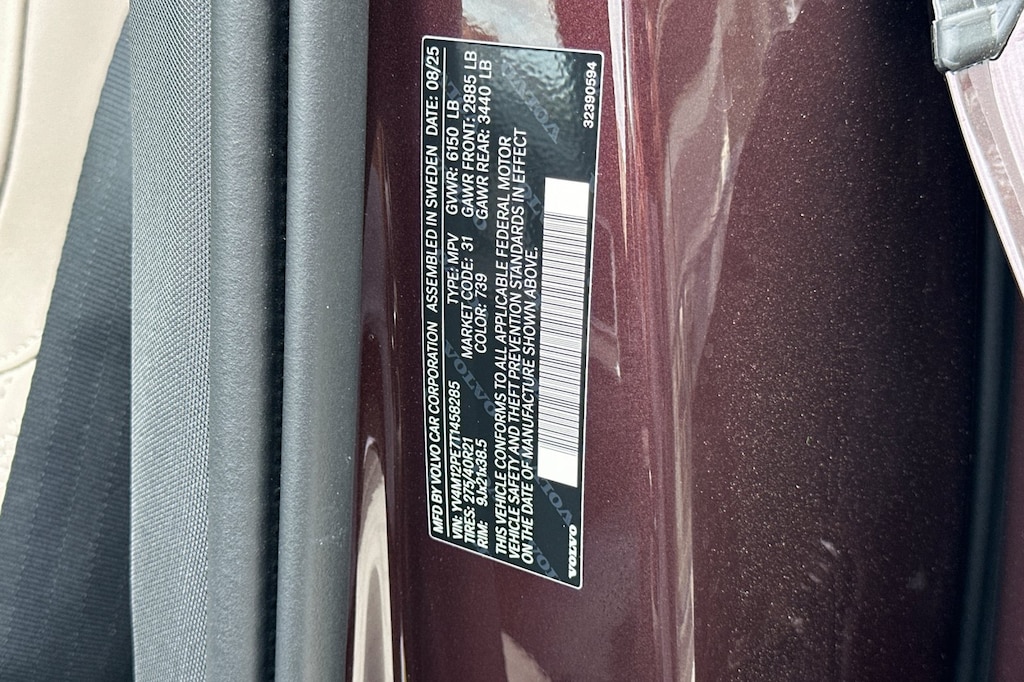 MFD BY VOLVO CAR CORPORATION ASSEMBLED IN SWEDEN DATE: 08/25
VIN: YV4M12PE7T1458285 TYPE: MPV GVWR: 6150 LB
TIRES: 275/40R21 MARKET CODE: 31 GAWR FRONT: 2885 LB
RIM: 9Jx21x38.5 COLOR: 739 GAWR REAR: 3440 LB
THIS VEHICLE CONFORMS TO ALL APPLICABLE FEDERAL MOTOR
VEHICLE SAFETY AND THEFT PREVENTION STANDARDS IN EFFECT
ON THE DATE OF MANUFACTURE SHOWN ABOVE.
VOLVO 32390594
VOLVO
VOLVO
VOLVO